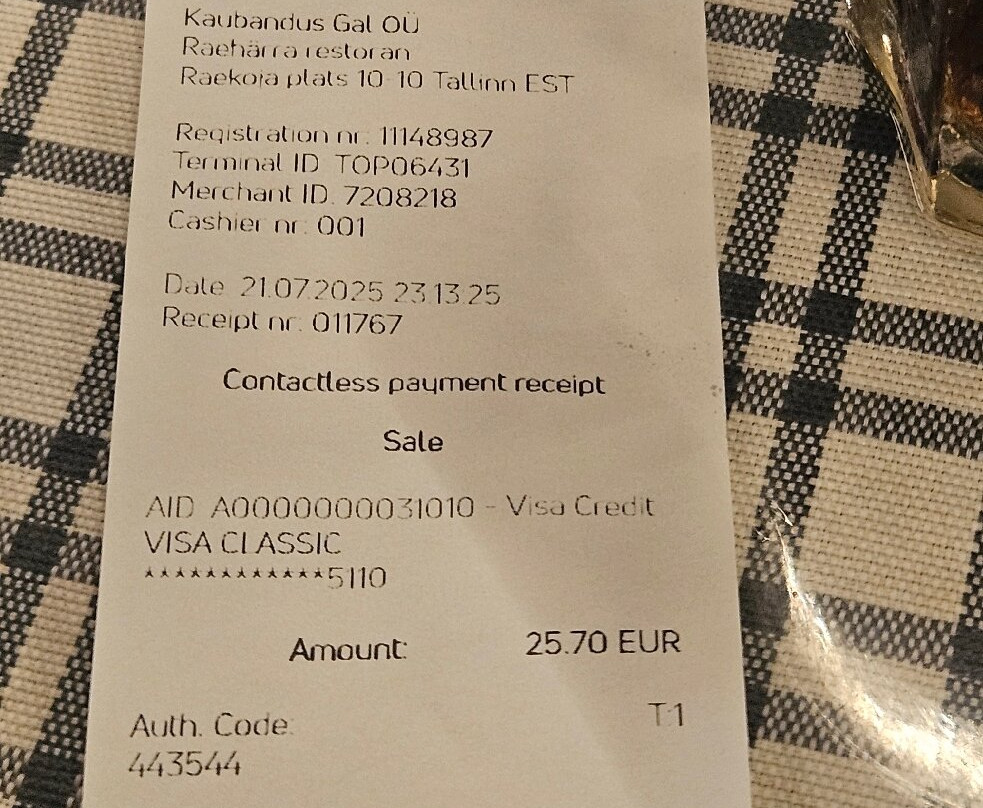 Kaubandus Gal OÜ
Raehärra restoran
Raekoja plats 10-10 Tallinn EST
Registration nr: 11148987
Terminal ID: TOP06431
Merchant ID: 7208218
Cashier nr: 001
Date: 21.07.2025 23:13:25
Receipt nr: 011767
Contactless payment receipt
Sale
AID: A0000000031010 - Visa Credit
VISA CLASSIC
************5110
Amount: 25.70 EUR
T:1
Auth. Code:
443544